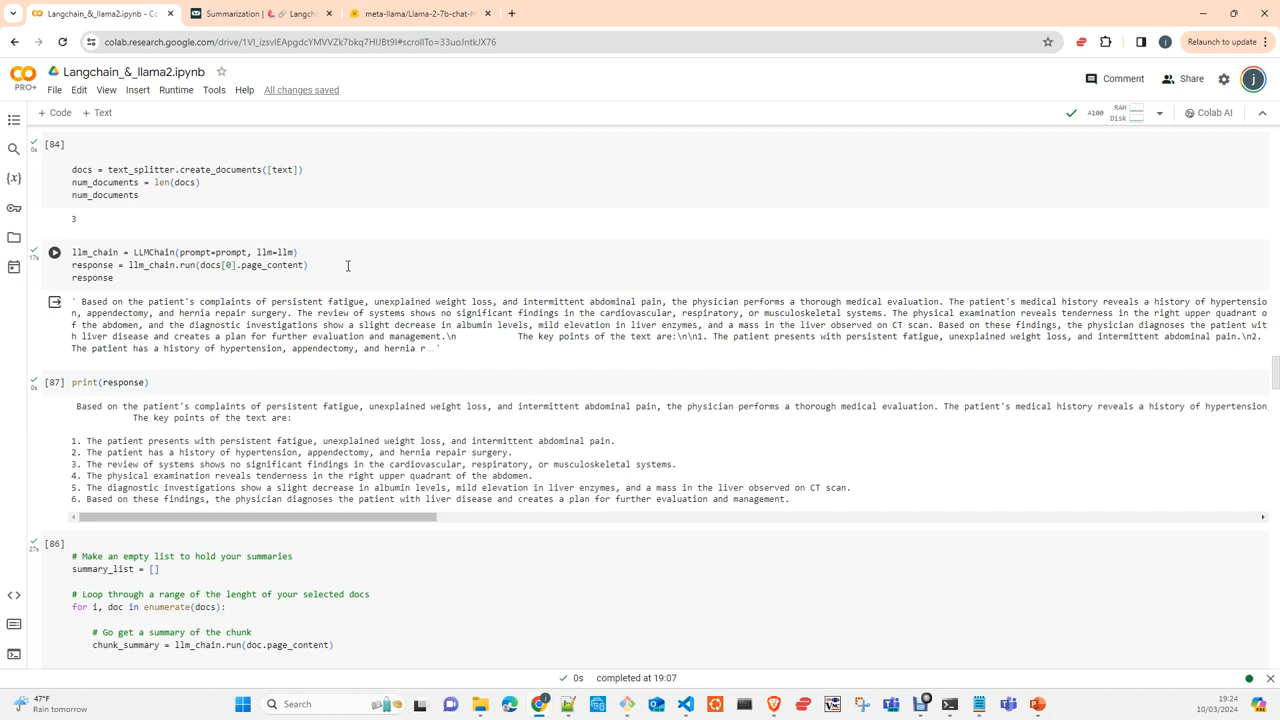 Langchain_&_llama2.ipynb - Co
Summarization | 🦜️🔗 Langch
meta-llama/Llama-2-7b-chat-h
colab.research.google.com/drive/1Vl_izsvIEApgdcYMVVZk7bkq7HlJBt9I#scrollTo=33uoJntkJX76
Relaunch to update
PRO+
Langchain_&_llama2.ipynb
File Edit View Insert Runtime Tools Help All changes saved
Comment Share j
+ Code + Text
A100 RAM Disk Colab AI
[84]
0s
docs = text_splitter.create_documents([text])
num_documents = len(docs)
num_documents
3
17s
llm_chain = LLMChain(prompt=prompt, llm=llm)
response = llm_chain.run(docs[0].page_content)
response
' Based on the patient's complaints of persistent fatigue, unexplained weight loss, and intermittent abdominal pain, the physician performs a thorough medical evaluation. The patient's medical history reveals a history of hypertensio
n, appendectomy, and hernia repair surgery. The review of systems shows no significant findings in the cardiovascular, respiratory, or musculoskeletal systems. The physical examination reveals tenderness in the right upper quadrant o
f the abdomen, and the diagnostic investigations show a slight decrease in albumin levels, mild elevation in liver enzymes, and a mass in the liver observed on CT scan. Based on these findings, the physician diagnoses the patient wit
h liver disease and creates a plan for further evaluation and management.\n The key points of the text are:\n\n1. The patient presents with persistent fatigue, unexplained weight loss, and intermittent abdominal pain.\n2.
The patient has a history of hypertension, appendectomy, and hernia r…'
[87] print(response)
0s
Based on the patient's complaints of persistent fatigue, unexplained weight loss, and intermittent abdominal pain, the physician performs a thorough medical evaluation. The patient's medical history reveals a history of hypertension,
The key points of the text are:
1. The patient presents with persistent fatigue, unexplained weight loss, and intermittent abdominal pain.
2. The patient has a history of hypertension, appendectomy, and hernia repair surgery.
3. The review of systems shows no significant findings in the cardiovascular, respiratory, or musculoskeletal systems.
4. The physical examination reveals tenderness in the right upper quadrant of the abdomen.
5. The diagnostic investigations show a slight decrease in albumin levels, mild elevation in liver enzymes, and a mass in the liver observed on CT scan.
6. Based on these findings, the physician diagnoses the patient with liver disease and creates a plan for further evaluation and management.
[86]
27s
# Make an empty list to hold your summaries
summary_list = []
# Loop through a range of the lenght of your selected docs
for i, doc in enumerate(docs):
# Go get a summary of the chunk
chunk_summary = llm_chain.run(doc.page_content)
0s completed at 19:07
47°F
Rain tomorrow
Search
19:24
10/03/2024